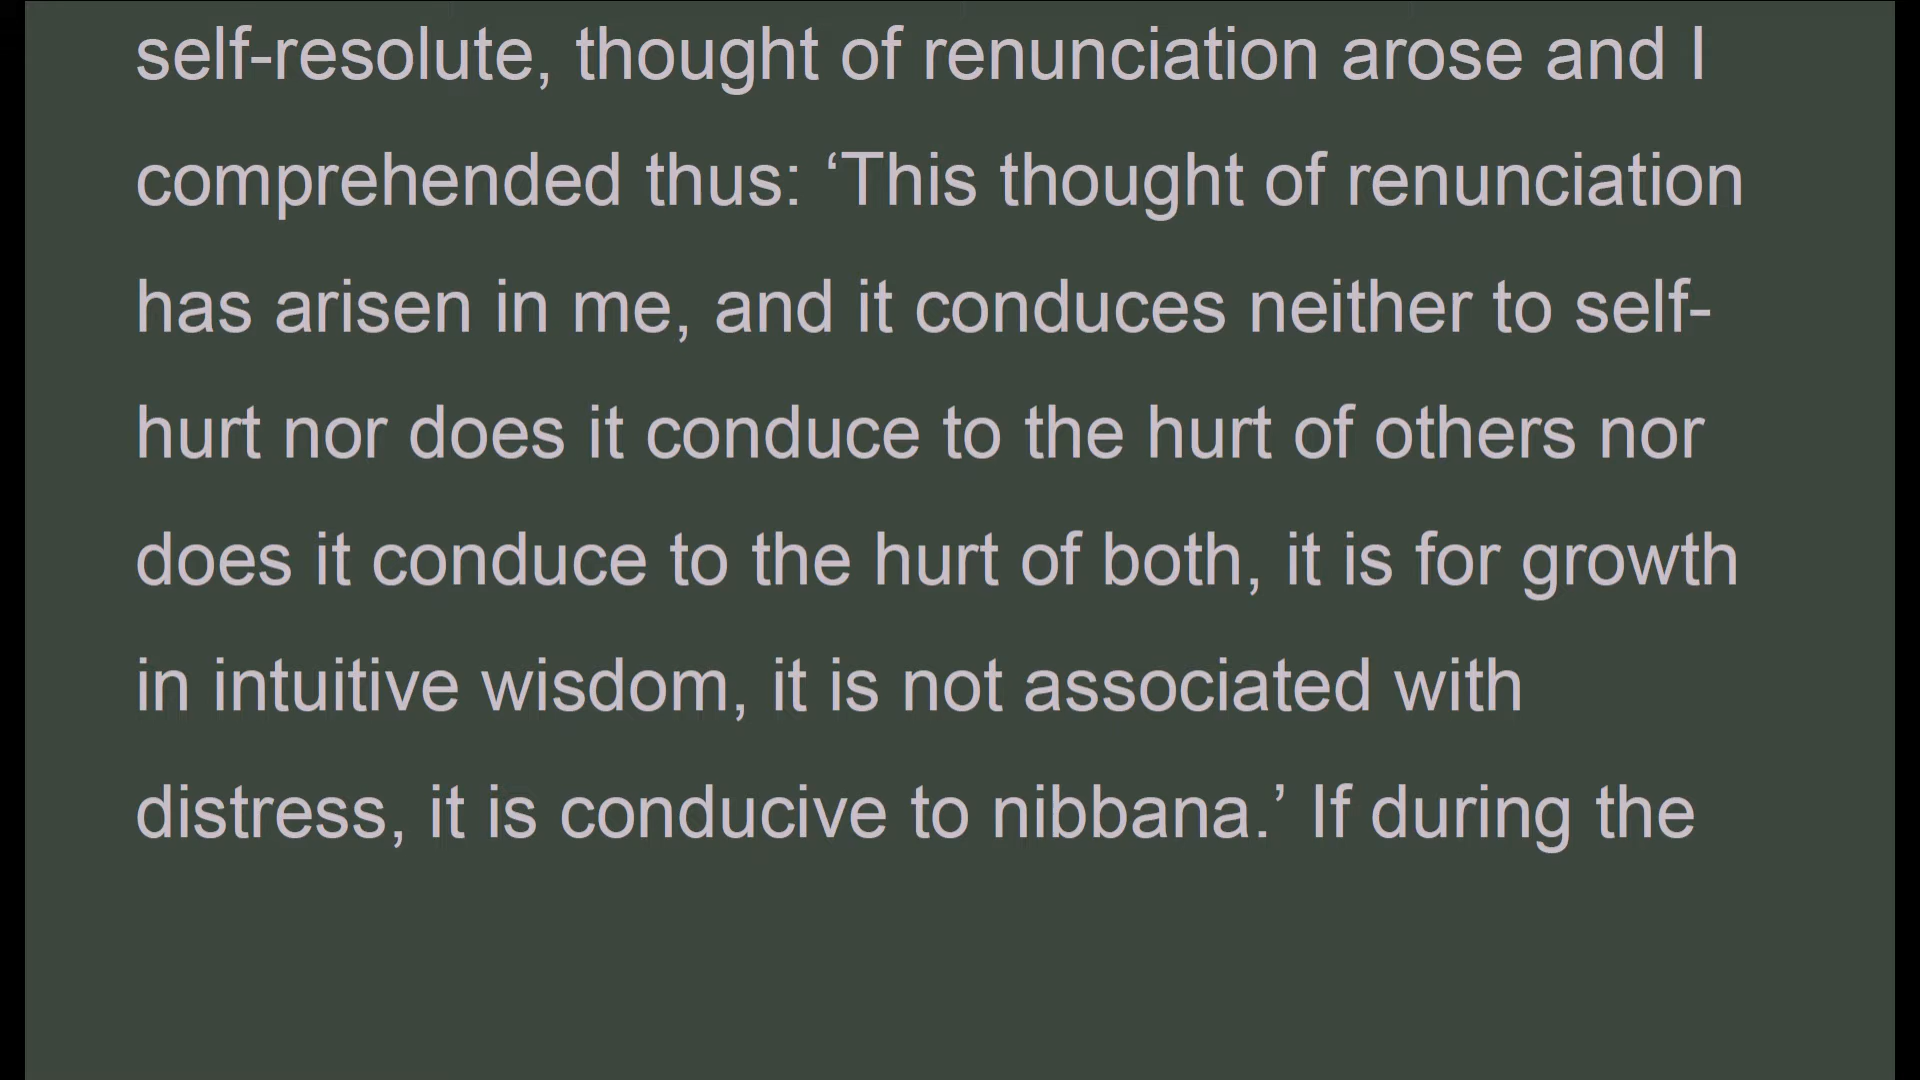 self-resolute, thought of renunciation arose and I
comprehended thus: ‘This thought of renunciation
has arisen in me, and it conduces neither to self-
hurt nor does it conduce to the hurt of others nor
does it conduce to the hurt of both, it is for growth
in intuitive wisdom, it is not associated with
distress, it is conducive to nibbana.’ If during the